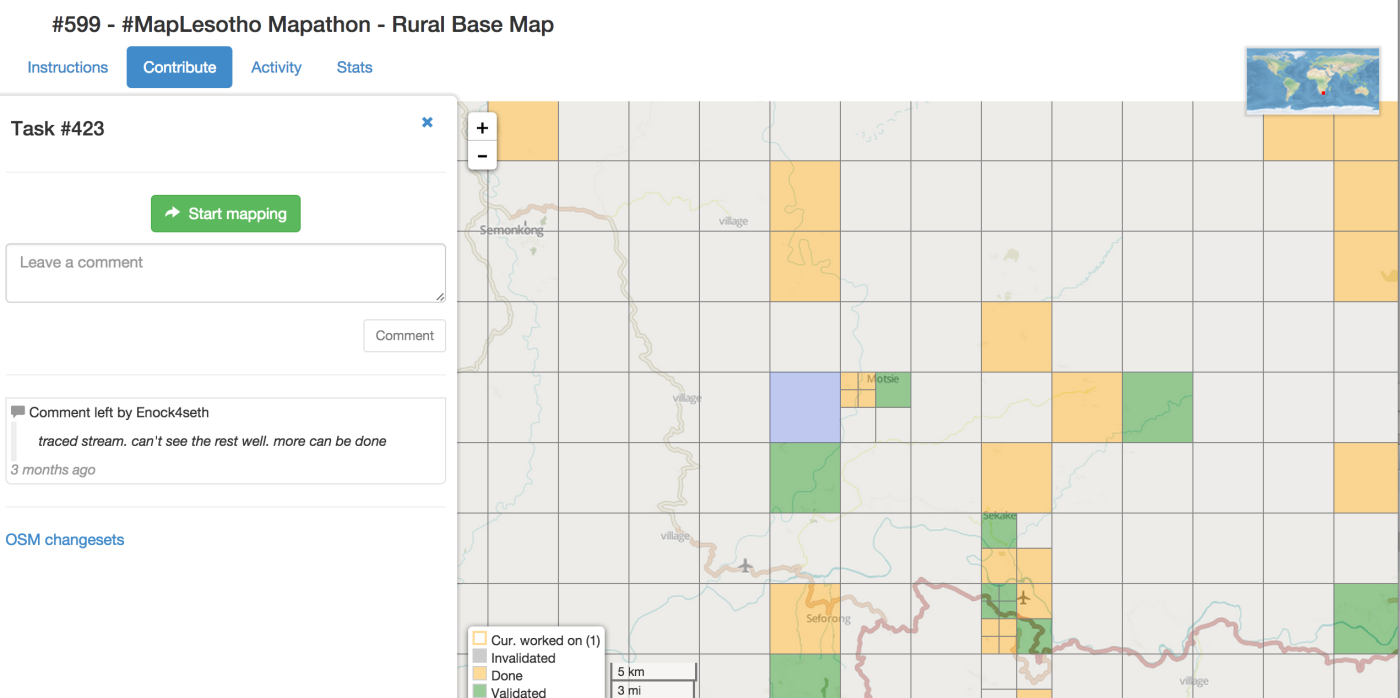 #599 - #MapLesotho Mapathon - Rural Base Map
Instructions
Contribute
Activity
Stats
Task #423
×
Start mapping
Leave a comment
Comment
Comment left by Enock4seth
traced stream. can't see the rest well. more can be done
3 months ago
OSM changesets
+
-
Semonkong
village
Motsie
village
Sekake
village
Seforong
village
Cur. worked on (1)
Invalidated
Done
Validated
5 km
3 mi